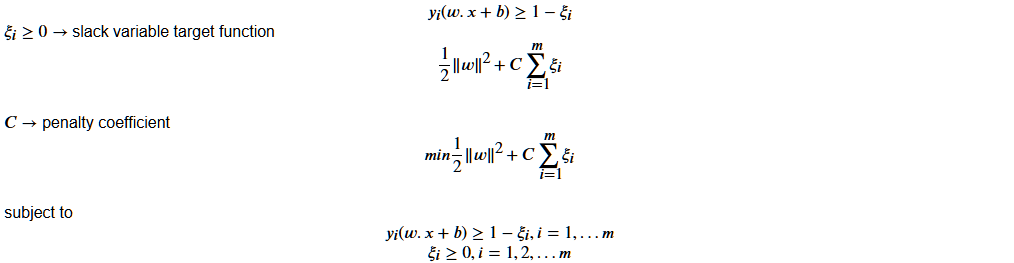 yᵢ(w. x + b) ≥ 1 − ξᵢ
ξᵢ ≥ 0 → slack variable target function
½‖w‖² + C ∑ᵢ₌₁ᵐ ξᵢ
C → penalty coefficient
min ½‖w‖² + C ∑ᵢ₌₁ᵐ ξᵢ
subject to
yᵢ(w. x + b) ≥ 1 − ξᵢ, i = 1, . . . m
ξᵢ ≥ 0, i = 1, 2, . . . m